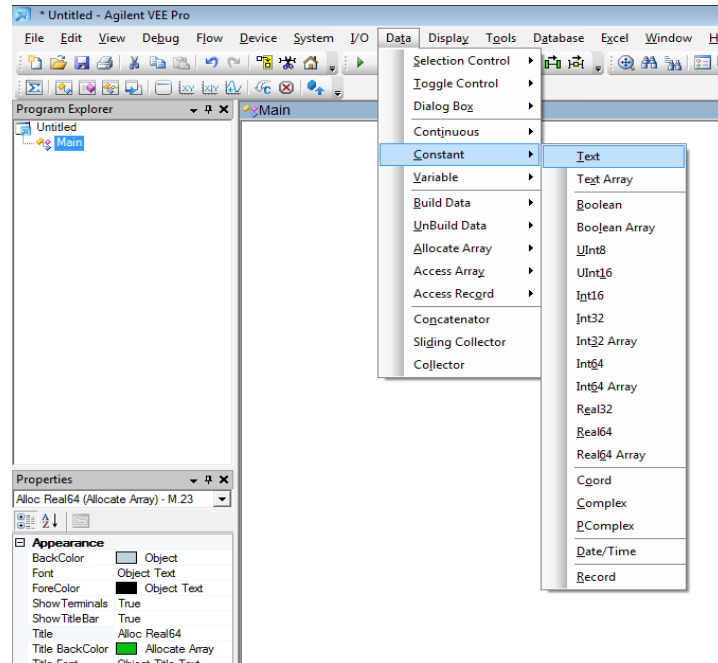 * Untitled - Agilent VEE Pro
File Edit View Debug Flow Device System I/O Data Display Tools Database Excel Window H
Program Explorer
Untitled
Main
Main
Selection Control
Toggle Control
Dialog Box
Continuous
Constant
Variable
Build Data
UnBuild Data
Allocate Array
Access Array
Access Record
Concatenator
Sliding Collector
Collector
Text
Text Array
Boolean
Boolean Array
UInt8
UInt16
Int16
Int32
Int32 Array
Int64
Int64 Array
Real32
Real64
Real64 Array
Coord
Complex
PComplex
Date/Time
Record
Properties
Alloc Real64 (Allocate Array) - M.23
Appearance
BackColor Object
Font Object Text
ForeColor Object Text
ShowTerminals True
ShowTitleBar True
Title Alloc Real64
Title BackColor Allocate Array
Title Font Object Title Text